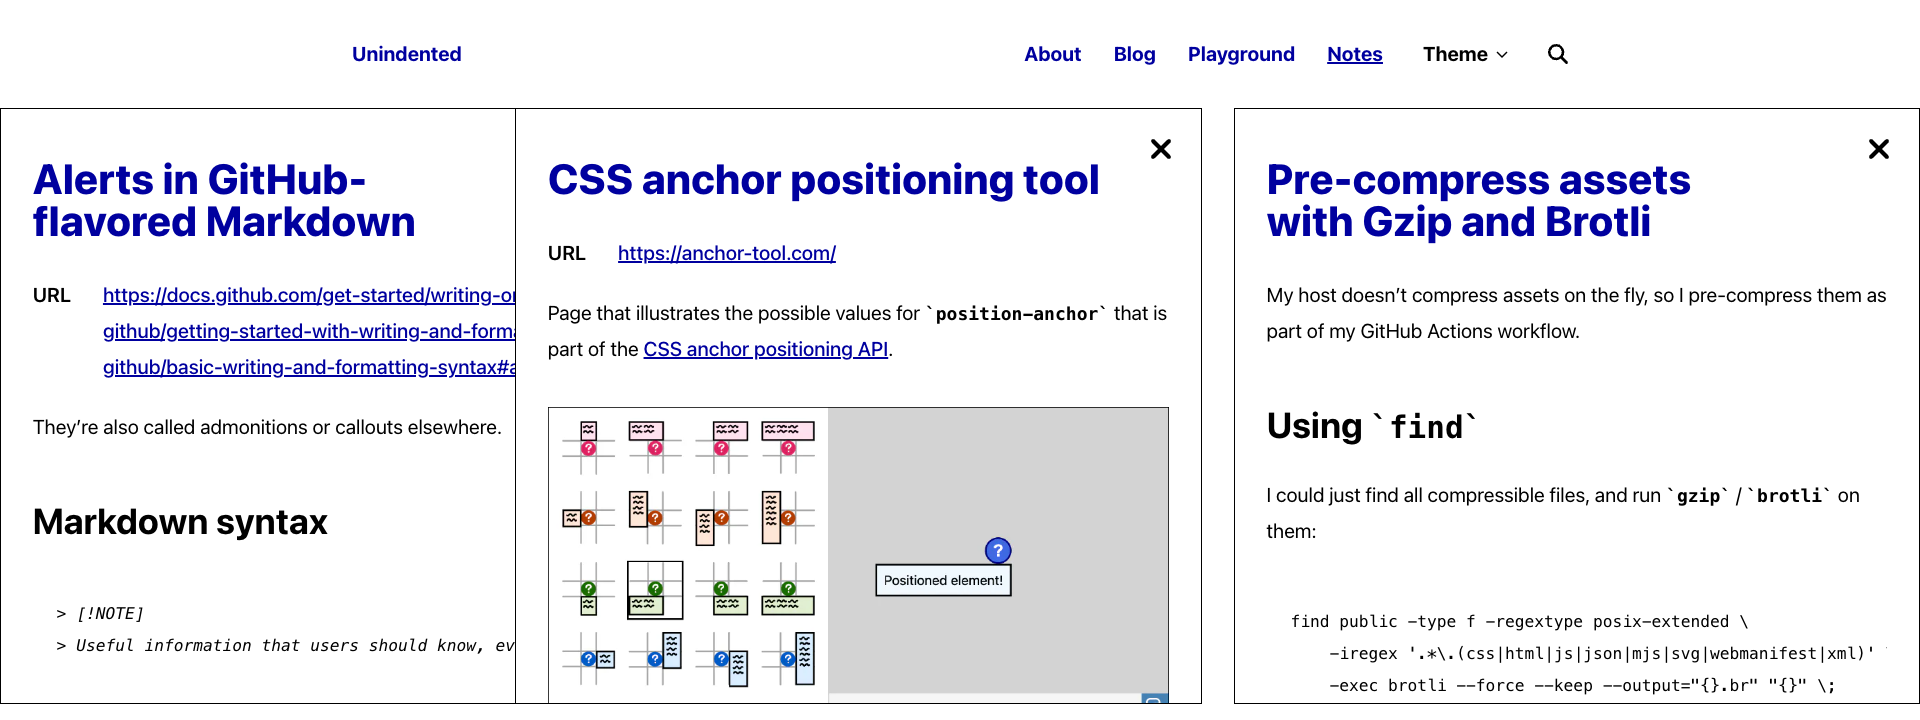 Unindented
About Blog Playground Notes Theme
Alerts in GitHub-
flavored Markdown
URL https://docs.github.com/get-started/writing-o
github/getting-started-with-writing-and-forma
github/basic-writing-and-formatting-syntax#a
They’re also called admonitions or callouts elsewhere.
Markdown syntax
> [!NOTE]
> Useful information that users should know, ev
CSS anchor positioning tool
URL https://anchor-tool.com/
Page that illustrates the possible values for `position-anchor` that is
part of the CSS anchor positioning API.
?
Positioned element!
Pre-compress assets
with Gzip and Brotli
My host doesn’t compress assets on the fly, so I pre-compress them as
part of my GitHub Actions workflow.
Using `find`
I could just find all compressible files, and run `gzip` / `brotli` on
them:
find public -type f -regextype posix-extended \
-iregex '.*\.(css|html|js|json|mjs|svg|webmanifest|xml)'
-exec brotli --force --keep --output="{}.br" "{}" \;